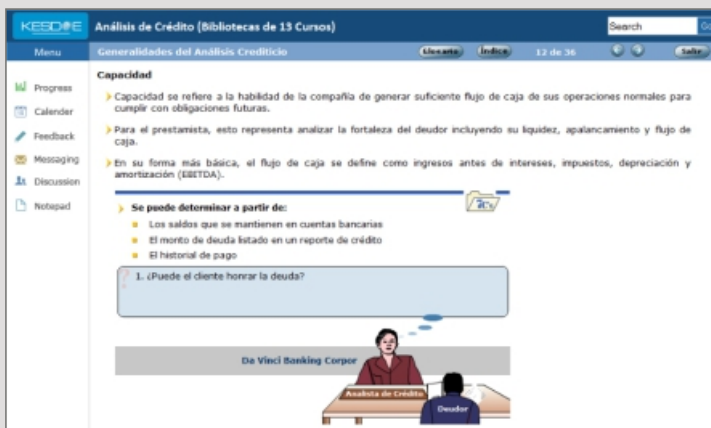 KESDEE
Análisis de Crédito (Bibliotecas de 13 Cursos)
Search
Go
Menu
Generalidades del Análisis Crediticio
Glosario
Índice
12 de 36
Salir
Progress
Calender
Feedback
Messaging
Discussion
Notepad
Capacidad
Capacidad se refiere a la habilidad de la compañía de generar suficiente flujo de caja de sus operaciones normales para
cumplir con obligaciones futuras.
Para el prestamista, esto representa analizar la fortaleza del deudor incluyendo su liquidez, apalancamiento y flujo de
caja.
En su forma más básica, el flujo de caja se define como ingresos antes de intereses, impuestos, depreciación y
amortización (EBITDA).
Se puede determinar a partir de:
Los saldos que se mantienen en cuentas bancarias
El monto de deuda listado en un reporte de crédito
El historial de pago
1. ¿Puede el cliente honrar la deuda?
Da Vinci Banking Corpor
Analista de Crédito
Deudor